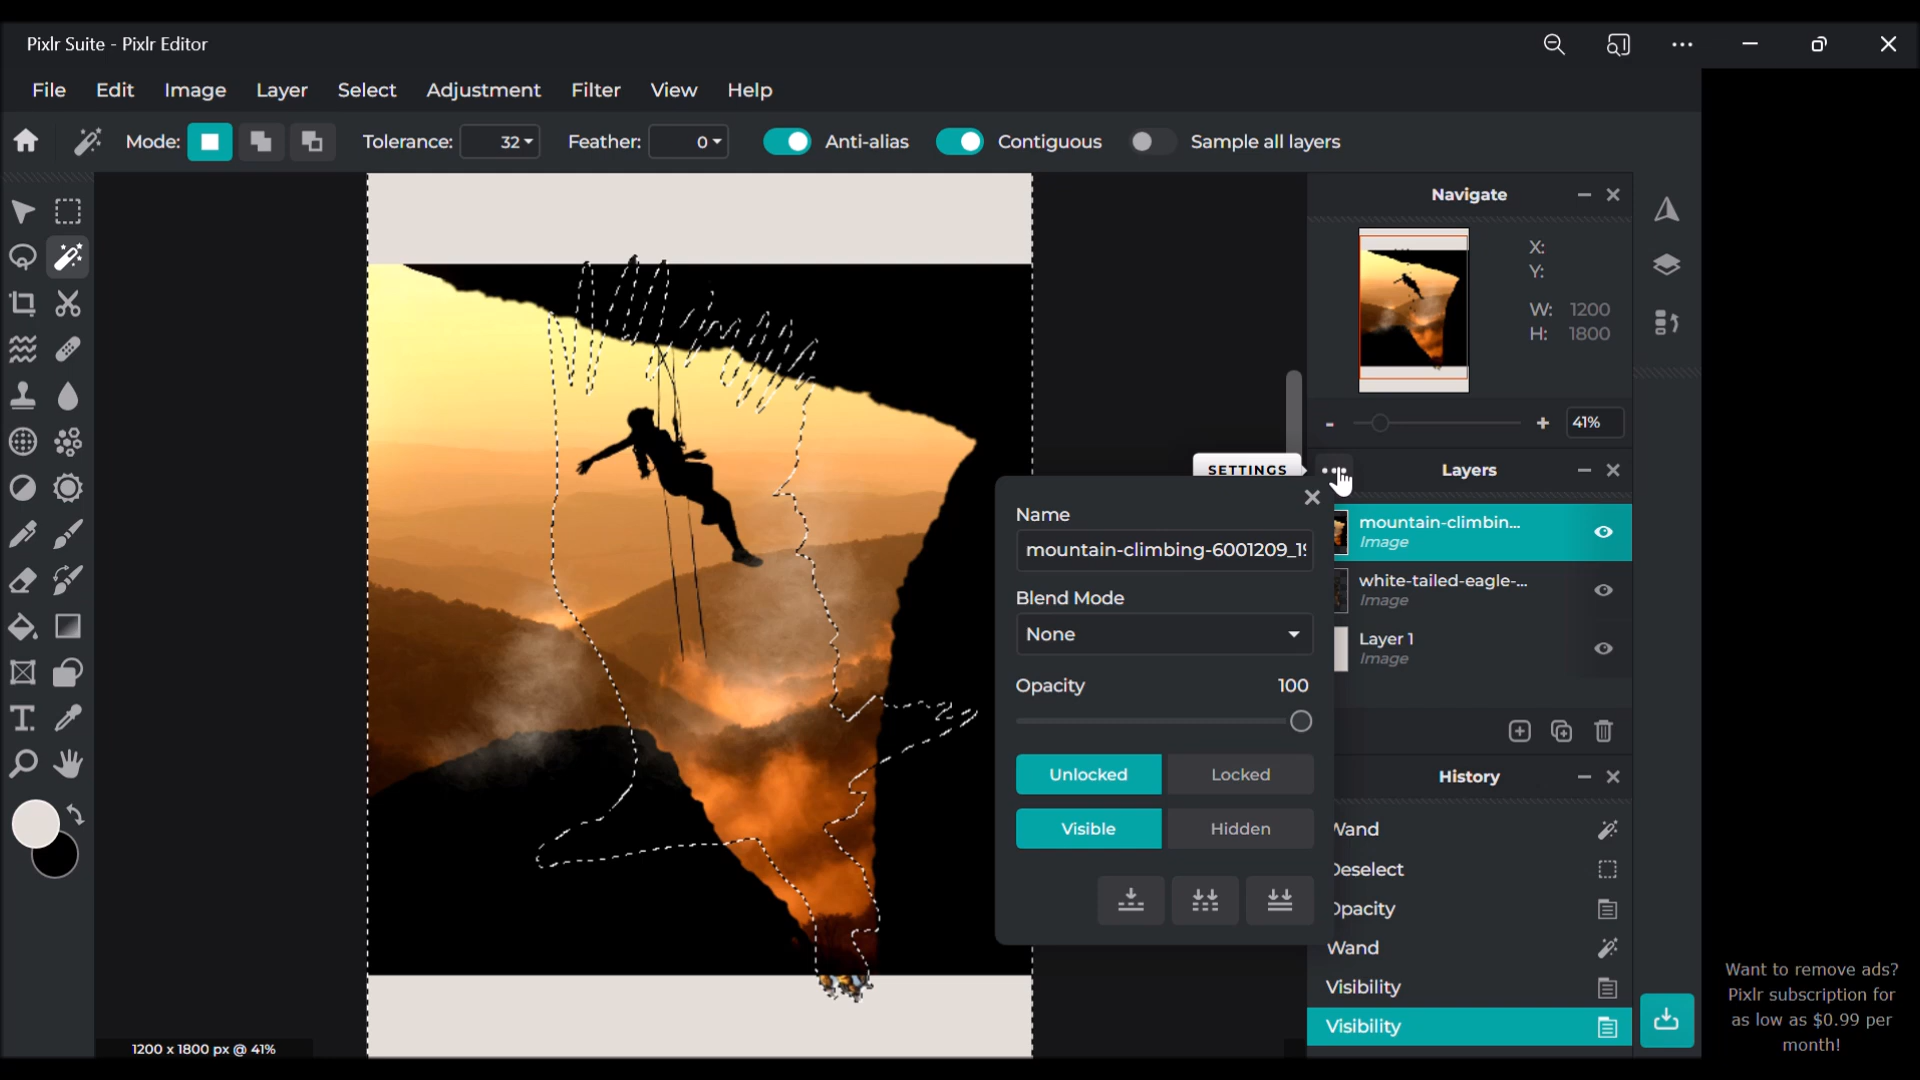 Pixlr Suite - Pixlr Editor
File Edit Image Layer Select Adjustment Filter View Help
Mode: Tolerance: 32 Feather: 0 Anti-alias Contiguous Sample all layers
Navigate
X:
Y:
W: 1200
H: 1800
- + 41%
SETTINGS
Layers
Name
mountain-climbing-6001209_19
Blend Mode
None
Opacity 100
Unlocked Locked
Visible Hidden
mountain-climbin...
Image
white-tailed-eagle-...
Image
Layer 1
Image
History
Wand
Deselect
Opacity
Wand
Visibility
Visibility
1200 x 1800 px @ 41%
Want to remove ads?
Pixlr subscription for
as low as $0.99 per
month!